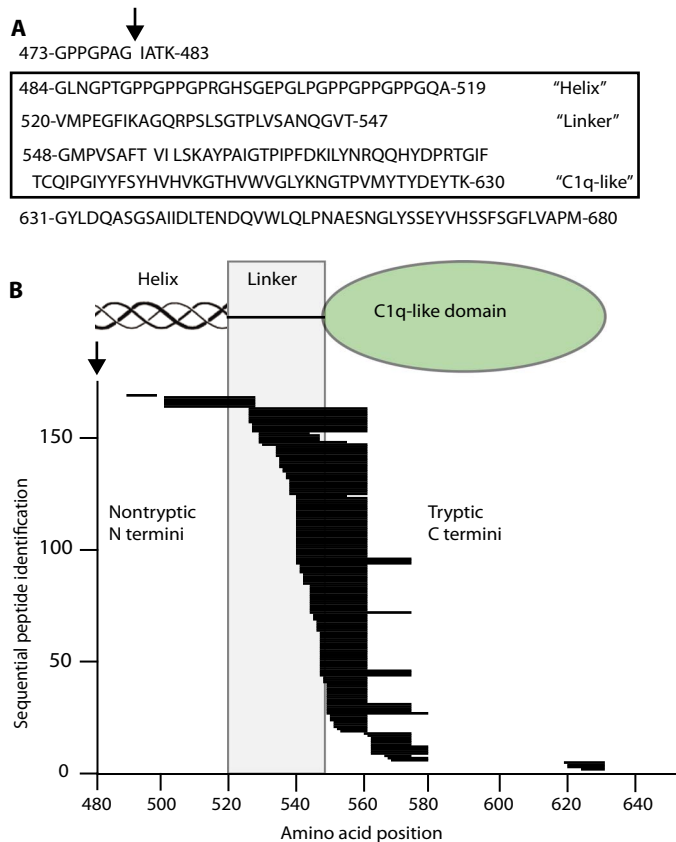 A
473-GPPGPAG IATK-483
484-GLNGPTGPPGPPGPRGHSGEPGLPGPPGPPGPPGQA-519 “Helix”
520-VMPEGFIKAGQRPSLSGTPLVSANQGVT-547 “Linker”
548-GMPVSAFT VI LSKAYPAIGTPIPFDKILYNRQQHYDPRTGIF
TCQIPGIYYFSYHVHVKGTHVWVGLYKNGTPVMYTYDEYTK-630 “C1q-like”
631-GYLDQASGSAIIDLTENDQVWLQLPNAESNGLYSSEYVHSSFSGFLVAPM-680
B
Helix
Linker
C1q-like domain
150
100
50
0
Sequential peptide identification
Nontryptic
N termini
Tryptic
C termini
480 500 520 540 560 580 600 620 640
Amino acid position